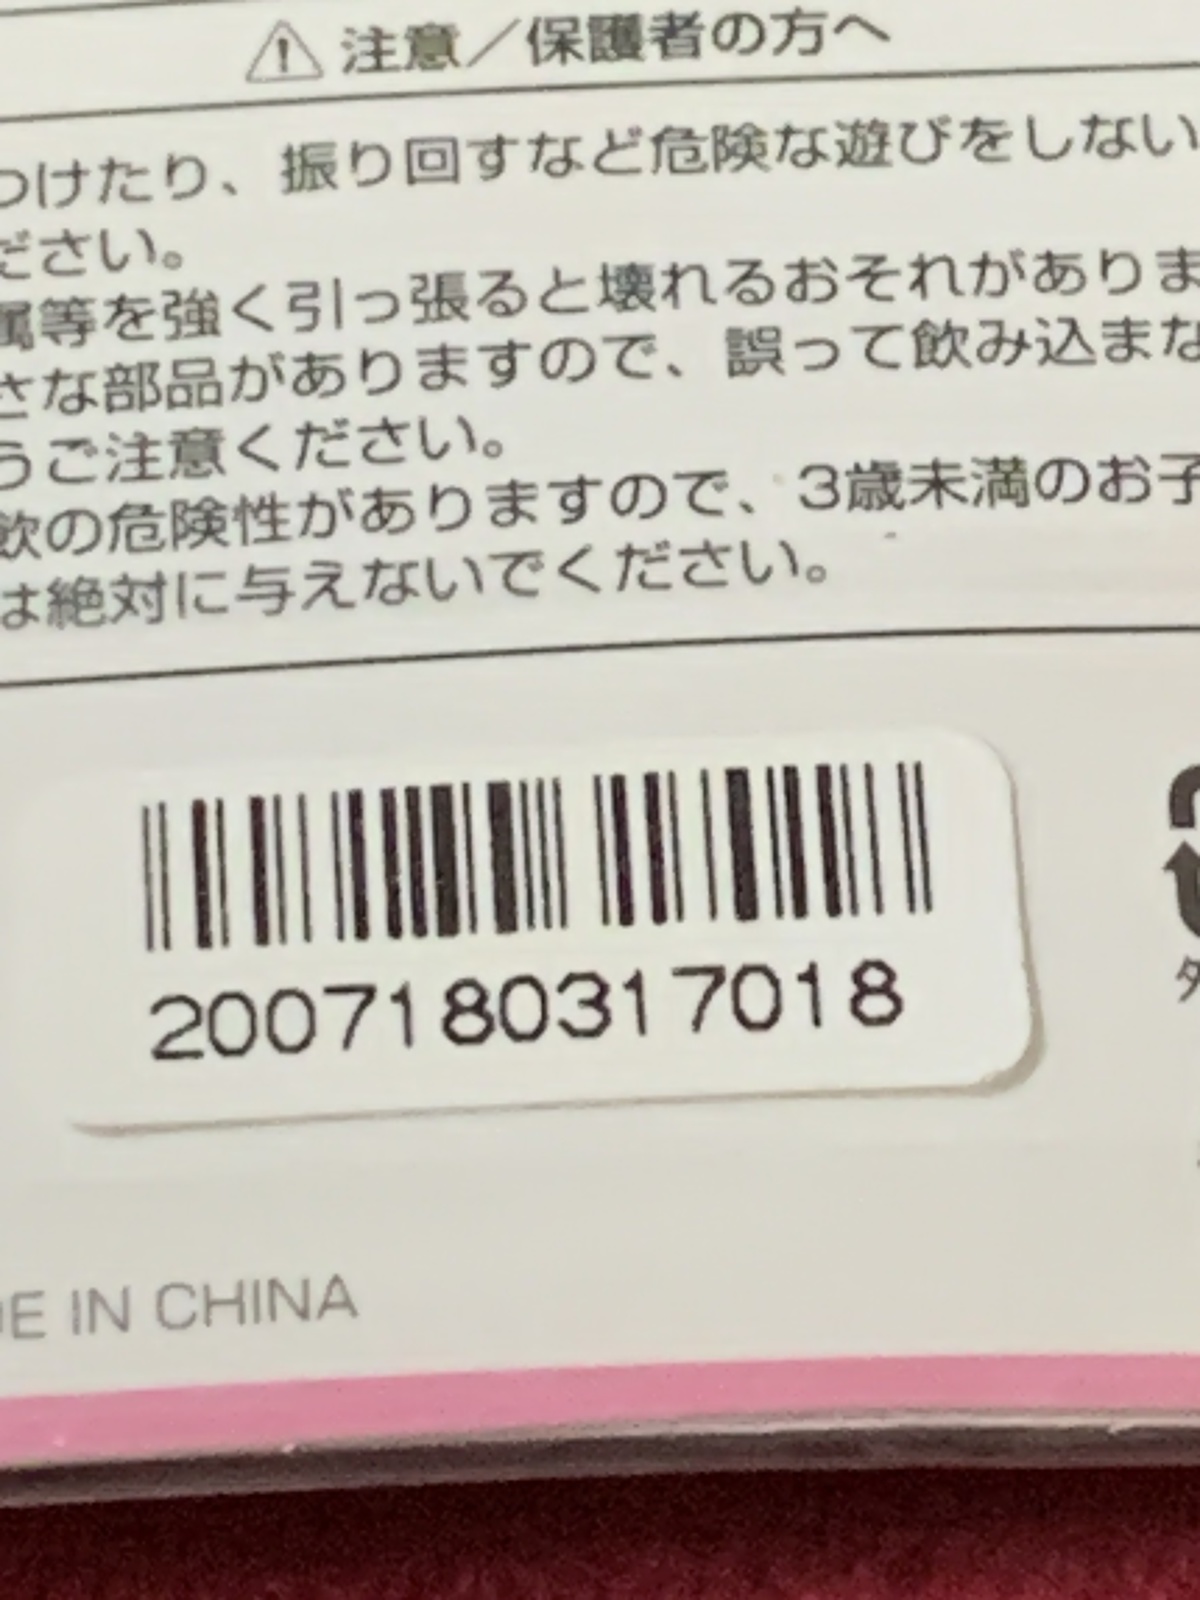 ⚠ 注意／保護者の方へ
つけたり、振り回すなど危険な遊びをしない
ださい。
属等を強く引っ張ると壊れるおそれがありま
さな部品がありますので、誤って飲み込まな
うご注意ください。
飲の危険性がありますので、3歳未満のお子
は絶対に与えないでください。
2007180317018
DE IN CHINA
タ